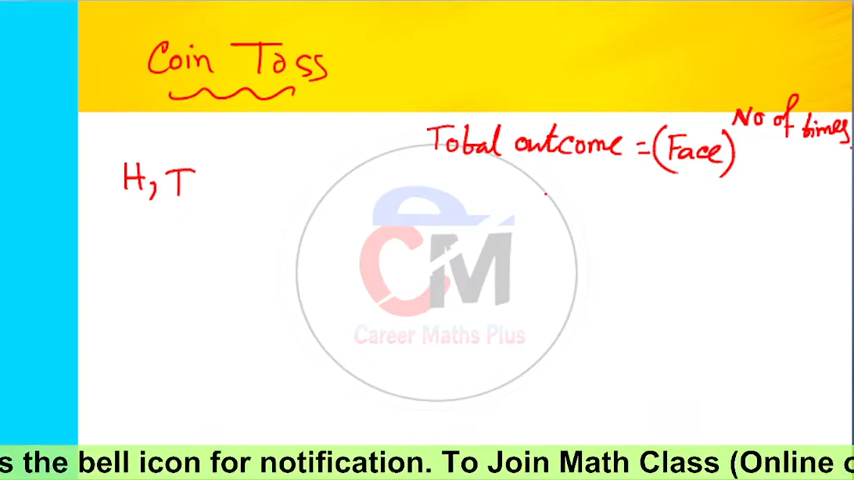 Coin Toss
Total outcome = (Face)^No of times
H, T
CM
Career Maths Plus
s the bell icon for notification. To Join Math Class (Online o